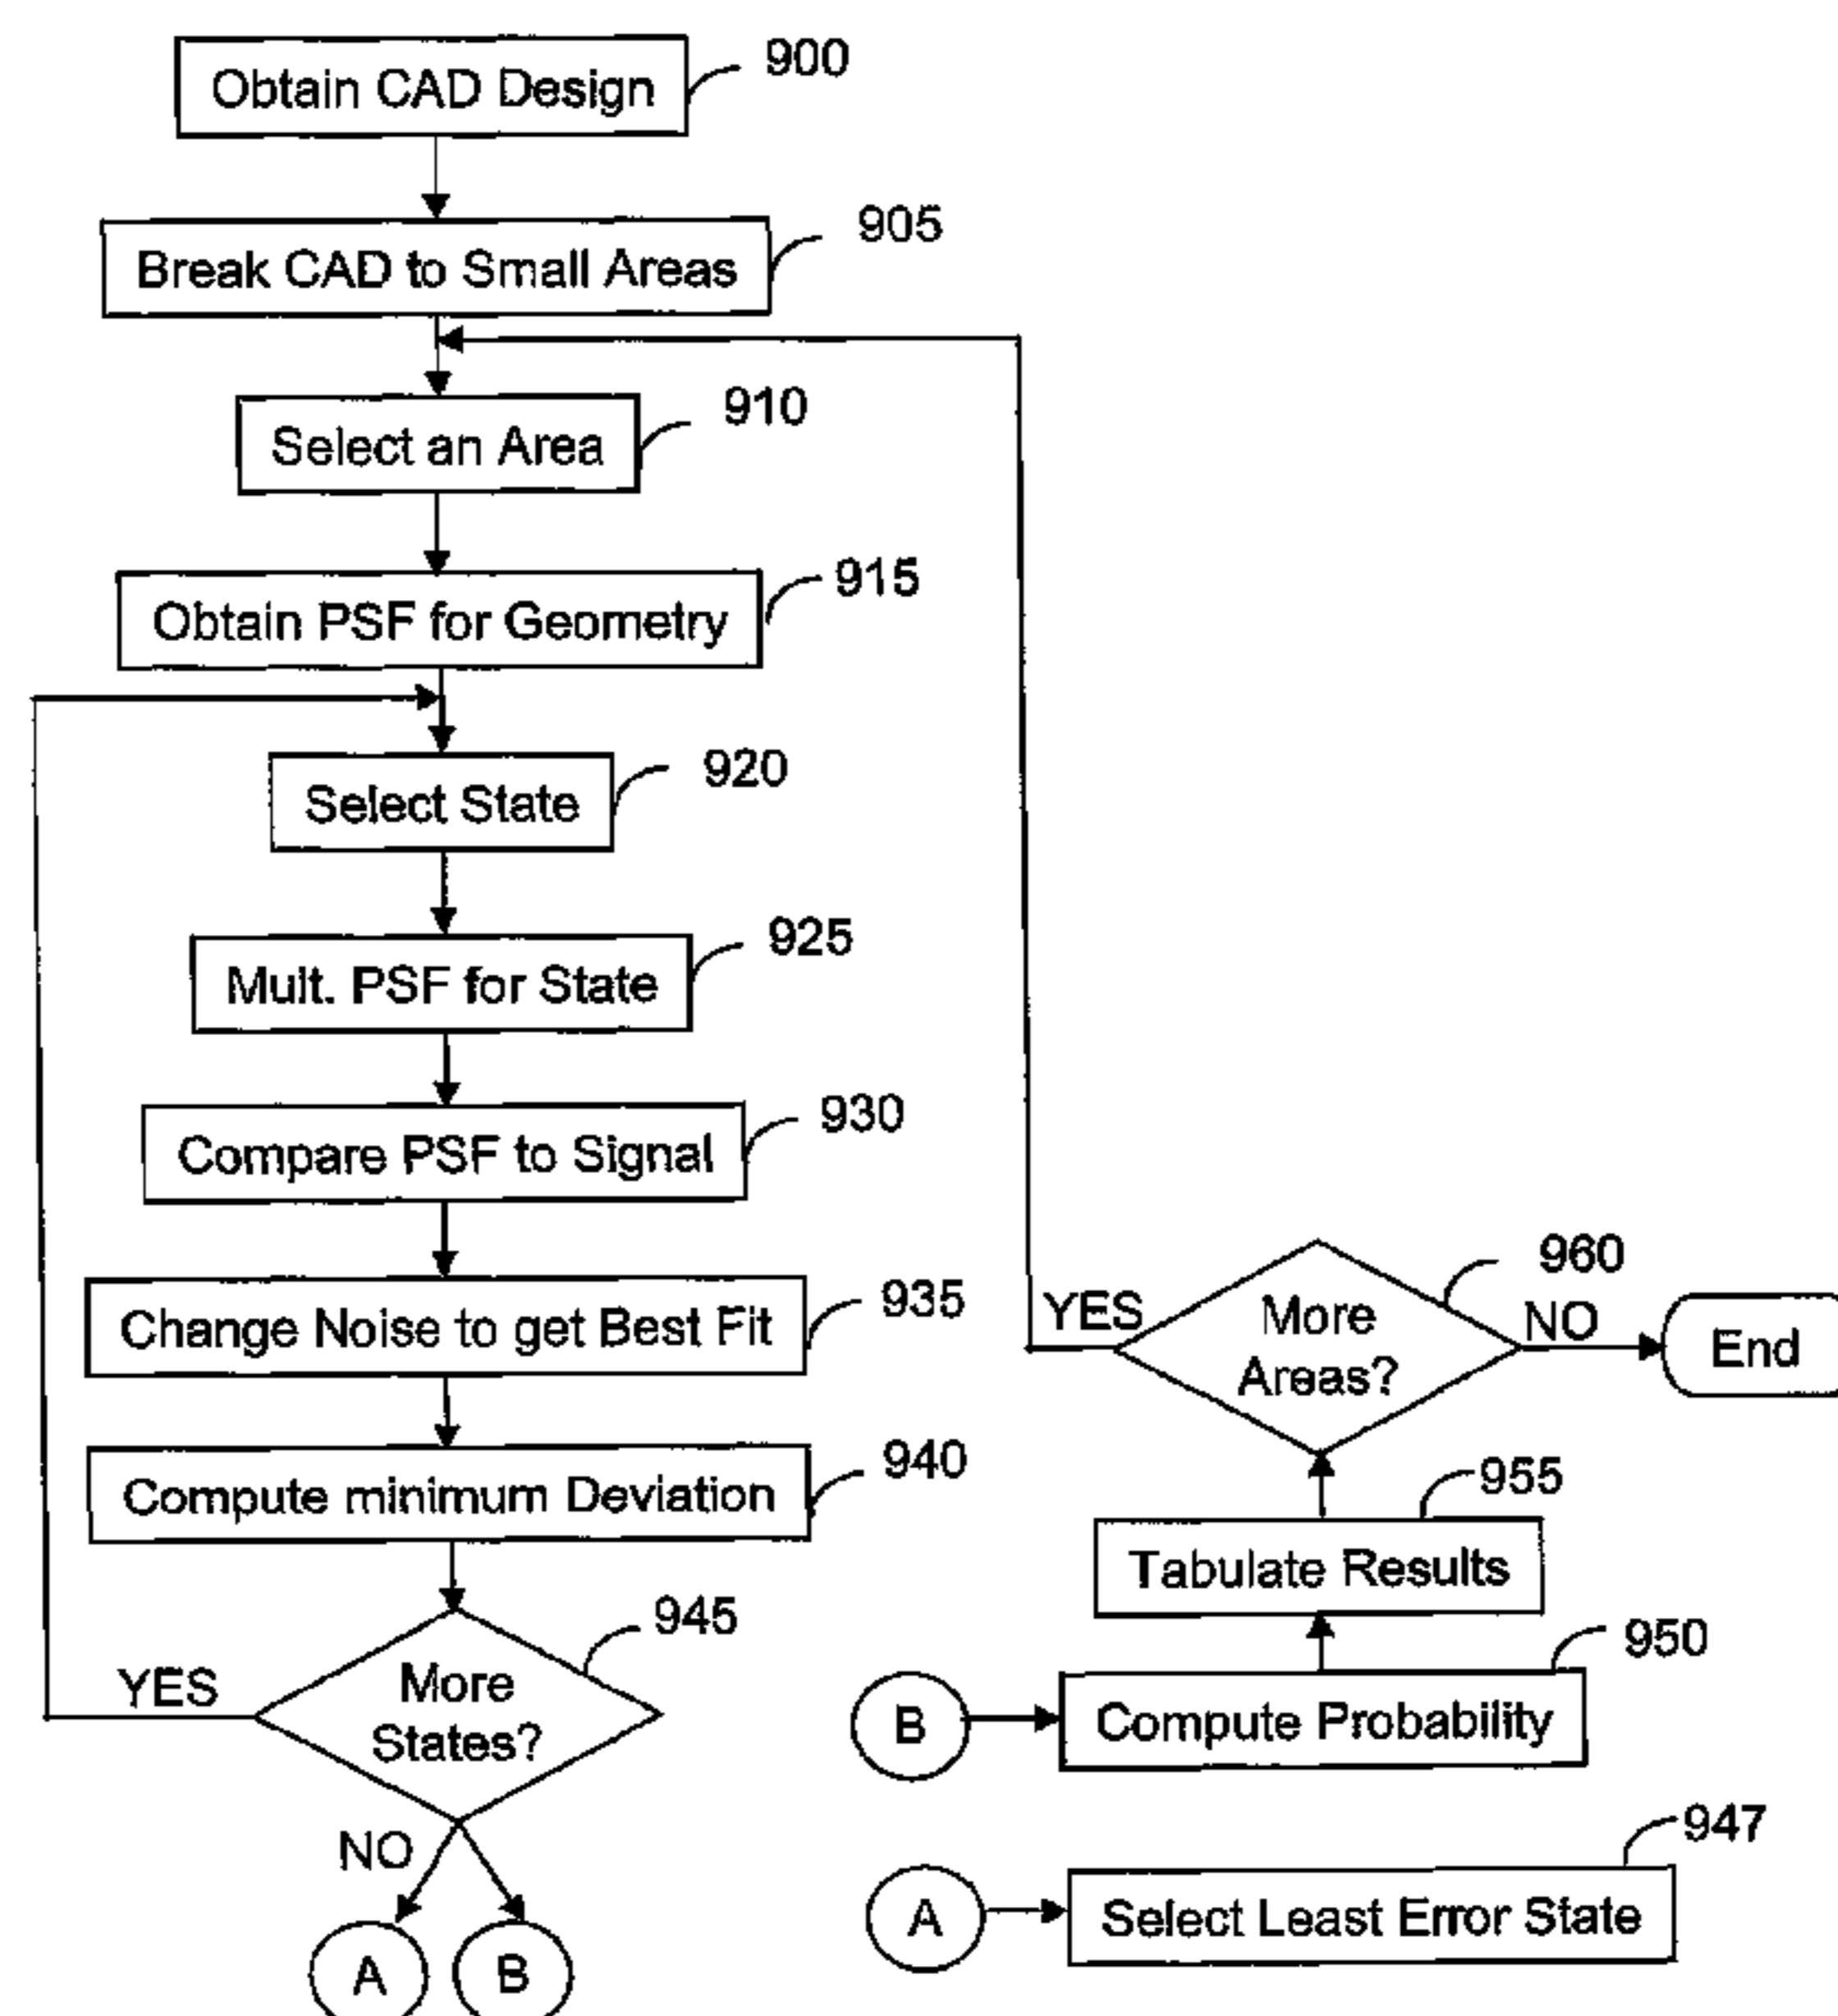 Obtain CAD Design
900
Break CAD to Small Areas
905
Select an Area
910
Obtain PSF for Geometry
915
Select State
920
Mult. PSF for State
925
Compare PSF to Signal
930
Change Noise to get Best Fit
935
Compute minimum Deviation
940
More
States?
945
YES
NO
A
B
B
Compute Probability
950
Tabulate Results
955
More
Areas?
960
YES
NO
End
A
Select Least Error State
947